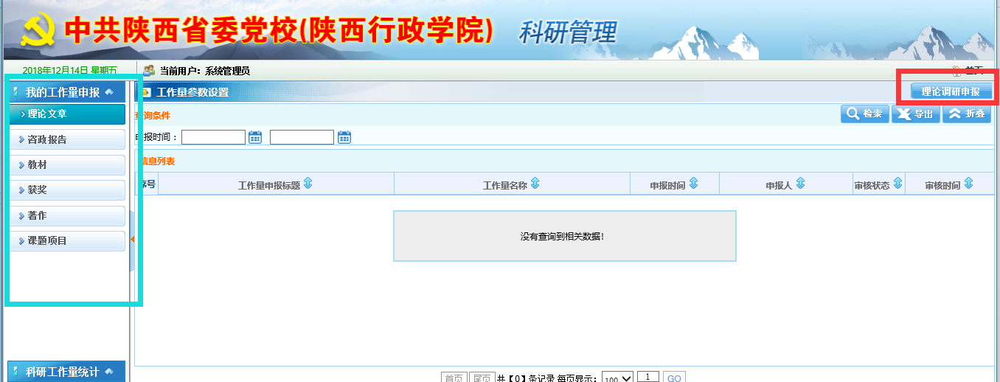 中共陕西省委党校(陕西行政学院) 科研管理
2018年12月14日 星期五
当前用户：系统管理员
首页
我的工作量申报
理论文章
咨政报告
教材
获奖
著作
课题项目
科研工作量统计
工作量参数设置
理论调研申报
查询条件
检索 导出 折叠
申报时间：
信息列表
序号 工作量申报标题 工作量名称 申报时间 申报人 审核状态 审核时间
没有查询到相关数据!
首页 尾页 共【0】条记录 每页显示： 100 1 GO